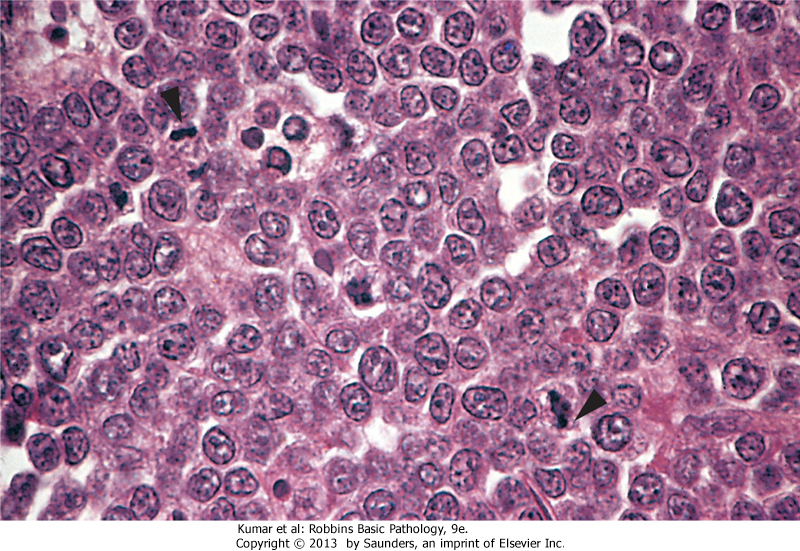 Kumar et al: Robbins Basic Pathology, 9e.
Copyright © 2013 by Saunders, an imprint of Elsevier Inc.